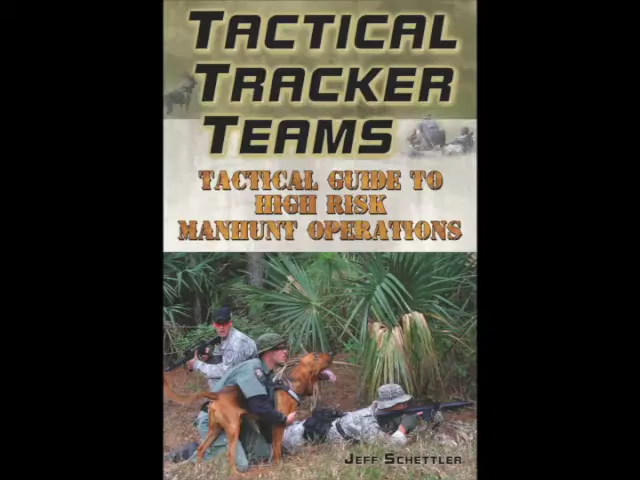 TACTICAL
TRACKER
TEAMS
TACTICAL GUIDE TO
HIGH RISK
MANHUNT OPERATIONS
JEFF SCHETTLER